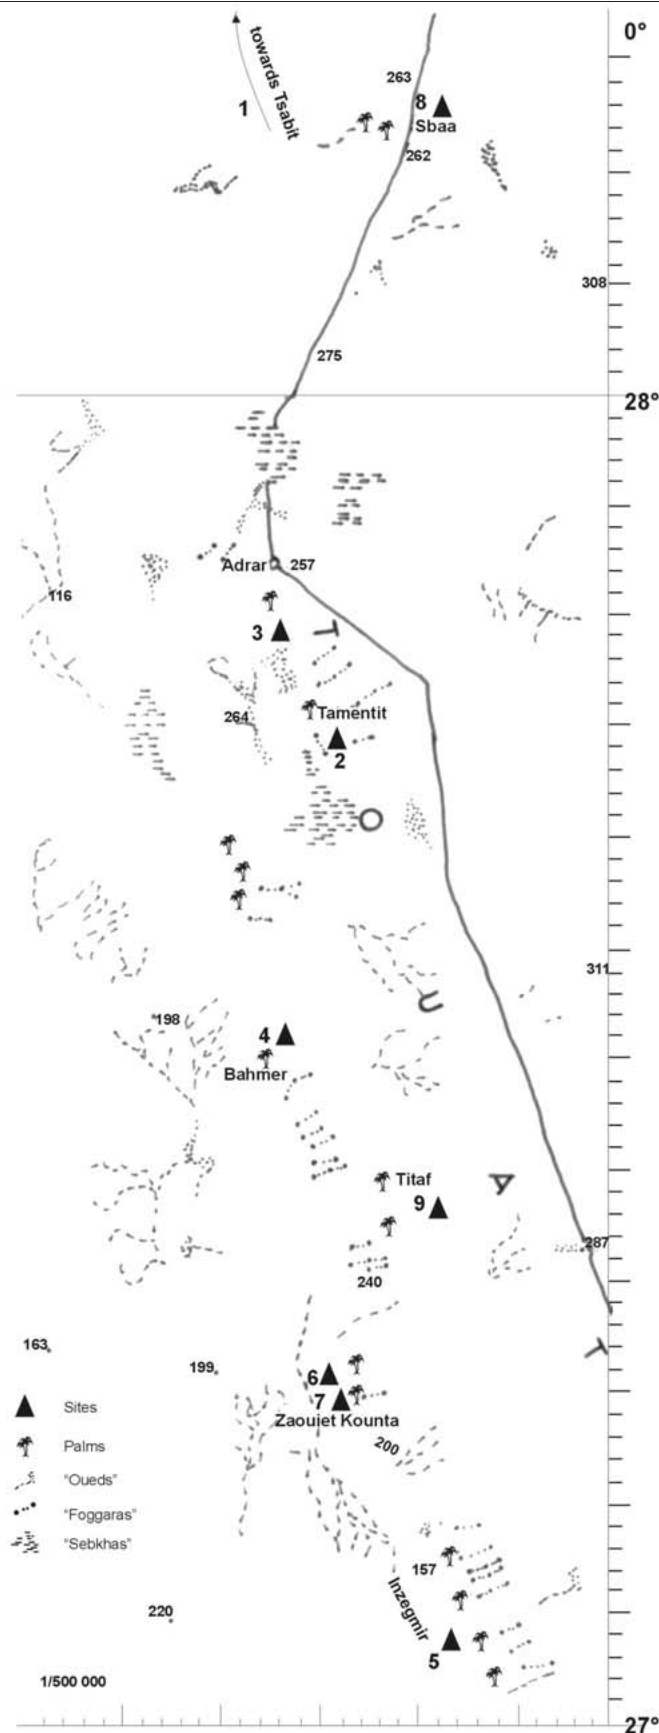 0°
towards Tsabit
1
263
8
Sbaa
262
308
275
28°
Adrar
257
116
3
T
264
Tamentit
2
O
311
U
198
4
Bahmer
Titaf
A
9
287
240
T
163
199
6
7
Zaouiet Kounta
Sites
200
Palms
"Oueds"
"Foggaras"
"Sebkhas"
157
Inzegmir
220
5
1/500 000
27°